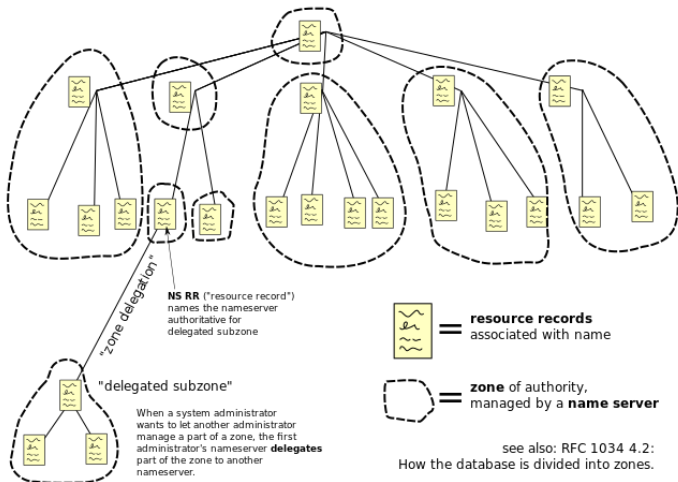 "zone delegation"
NS RR ("resource record")
names the nameserver
authoritative for
delegated subzone
= resource records
associated with name
"delegated subzone"
When a system administrator
wants to let another administrator
manage a part of a zone, the first
administrator's nameserver delegates
part of the zone to another
nameserver.
= zone of authority,
managed by a name server
see also: RFC 1034 4.2:
How the database is divided into zones.